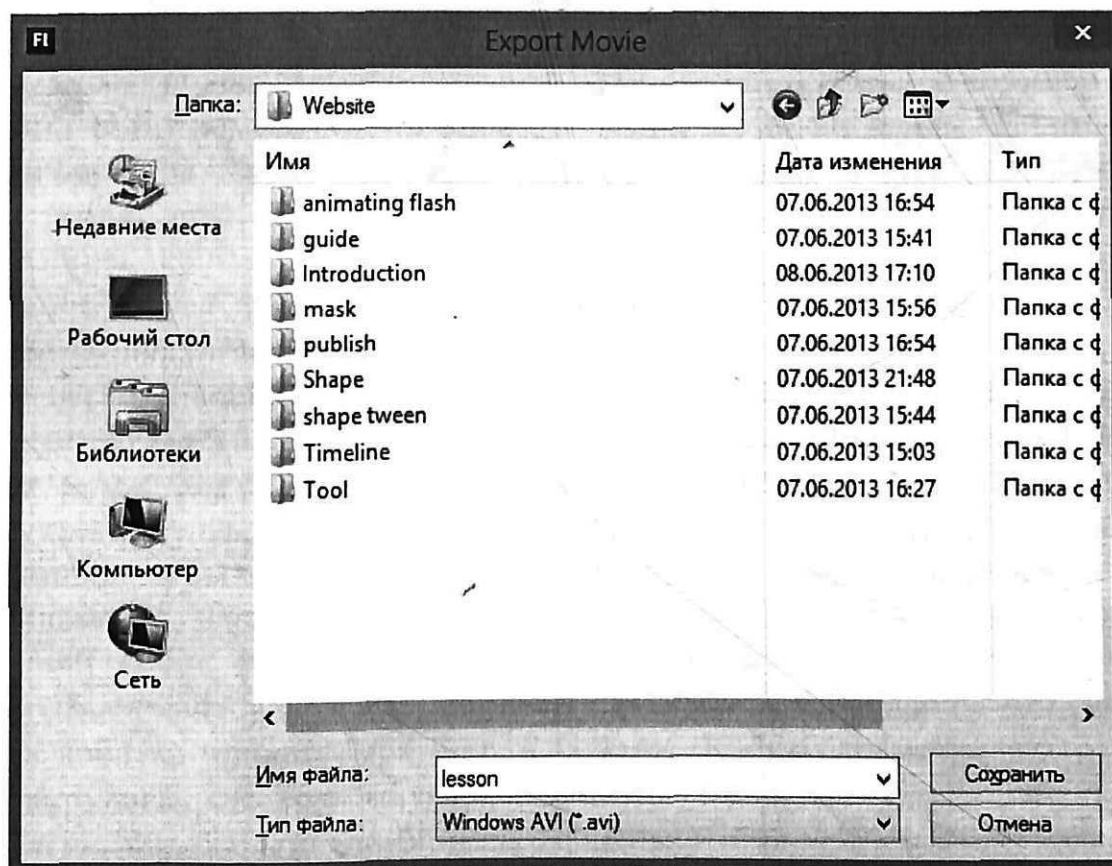 Fl Export Movie ×
Папка: Website
Имя Дата изменения Тип
Недавние места
Рабочий стол
Библиотеки
Компьютер
Сеть
animating flash 07.06.2013 16:54 Папка с ф
guide 07.06.2013 15:41 Папка с ф
Introduction 08.06.2013 17:10 Папка с ф
mask 07.06.2013 15:56 Папка с ф
publish 07.06.2013 16:54 Папка с ф
Shape 07.06.2013 21:48 Папка с ф
shape tween 07.06.2013 15:44 Папка с ф
Timeline 07.06.2013 15:03 Папка с ф
Tool 07.06.2013 16:27 Папка с ф
Имя файла: lesson Сохранить
Тип файла: Windows AVI (*.avi) Отмена